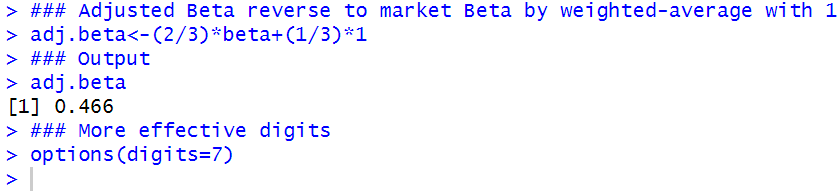 > ### Adjusted Beta reverse to market Beta by weighted-average with 1
> adj.beta<-(2/3)*beta+(1/3)*1
> ### Output
> adj.beta
[1] 0.466
> ### More effective digits
> options(digits=7)
>